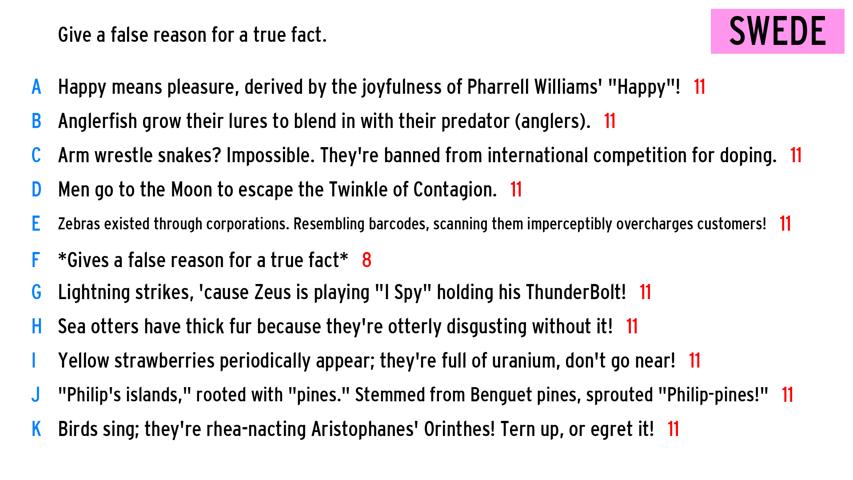 Give a false reason for a true fact.
SWEDE
A Happy means pleasure, derived by the joyfulness of Pharrell Williams' "Happy"! 11
B Anglerfish grow their lures to blend in with their predator (anglers). 11
C Arm wrestle snakes? Impossible. They're banned from international competition for doping. 11
D Men go to the Moon to escape the Twinkle of Contagion. 11
E Zebras existed through corporations. Resembling barcodes, scanning them imperceptibly overcharges customers! 11
F *Gives a false reason for a true fact* 8
G Lightning strikes, 'cause Zeus is playing "I Spy" holding his ThunderBolt! 11
H Sea otters have thick fur because they're otterly disgusting without it! 11
I Yellow strawberries periodically appear; they're full of uranium, don't go near! 11
J "Philip's islands," rooted with "pines." Stemmed from Benguet pines, sprouted "Philip-pines!" 11
K Birds sing; they're rhea-nacting Aristophanes' Orinthes! Tern up, or egret it! 11